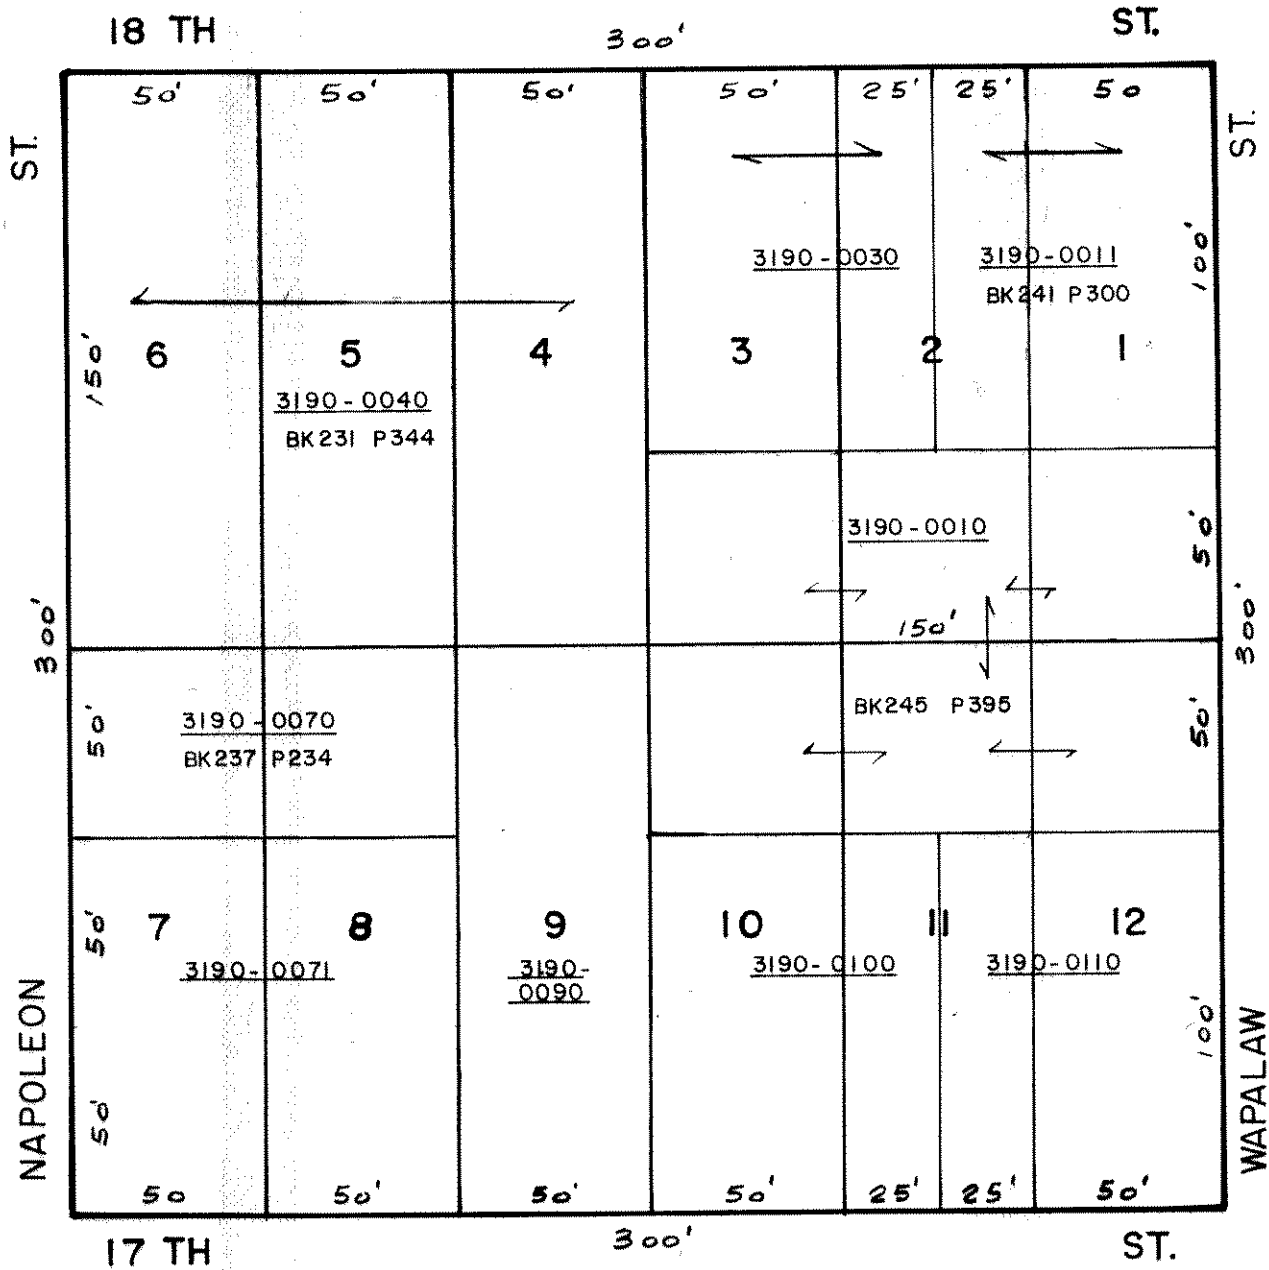 18 TH 300' ST.
50' 50' 50' 50' 25' 25' 50
ST. ST.
3190-0030 3190-0011 100'
BK241 P300
150' 6 5 4 3 2 1
3190-0040
BK231 P344
3190-0010 50'
300' 150' 300'
50' 3190-0070 BK245 P395 50'
BK237 P234
50' 7 8 9 10 11 12
3190-0071 3190- 3190-0100 3190-0110
0090
NAPOLEON 50' 100' WAPALAW
50 50' 50' 50' 25' 25' 50'
17 TH 300' ST.